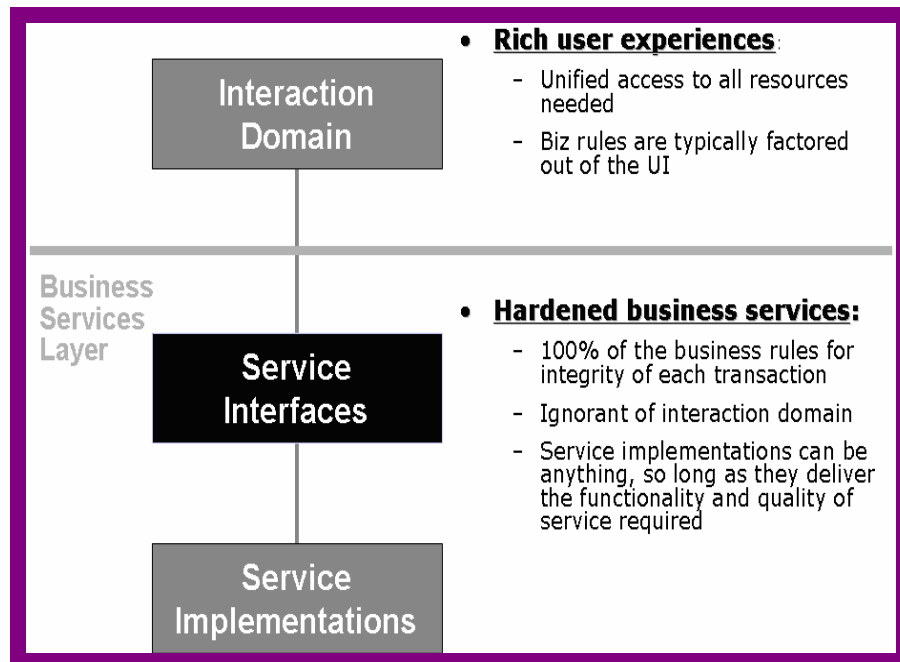 Interaction
Domain
• Rich user experiences:
– Unified access to all resources
needed
– Biz rules are typically factored
out of the UI
Business
Services
Layer
Service
Interfaces
• Hardened business services:
– 100% of the business rules for
integrity of each transaction
– Ignorant of interaction domain
– Service implementations can be
anything, so long as they deliver
the functionality and quality of
service required
Service
Implementations